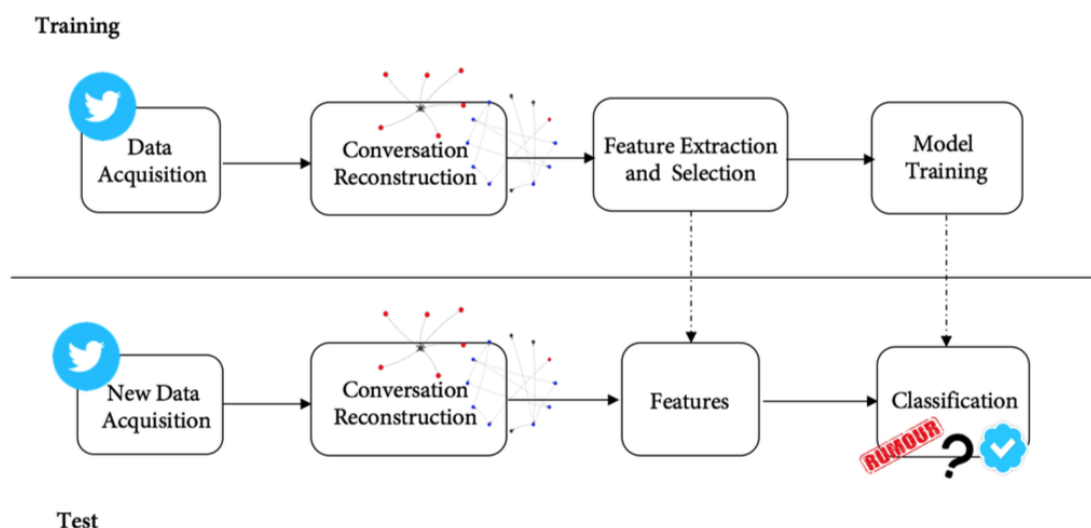 Training
Data
Acquisition
Conversation
Reconstruction
Feature Extraction
and Selection
Model
Training
New Data
Acquisition
Conversation
Reconstruction
Features
Classification
RUMOUR
?
Test